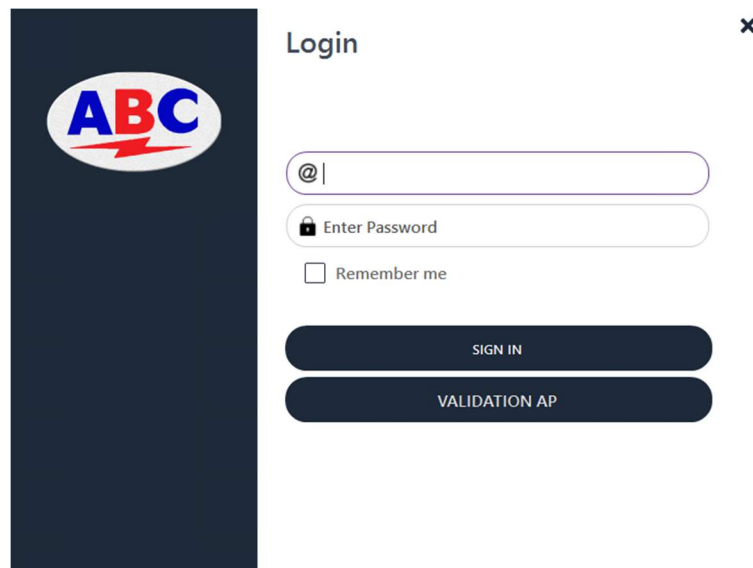 ABC
Login
@
Enter Password
Remember me
SIGN IN
VALIDATION AP